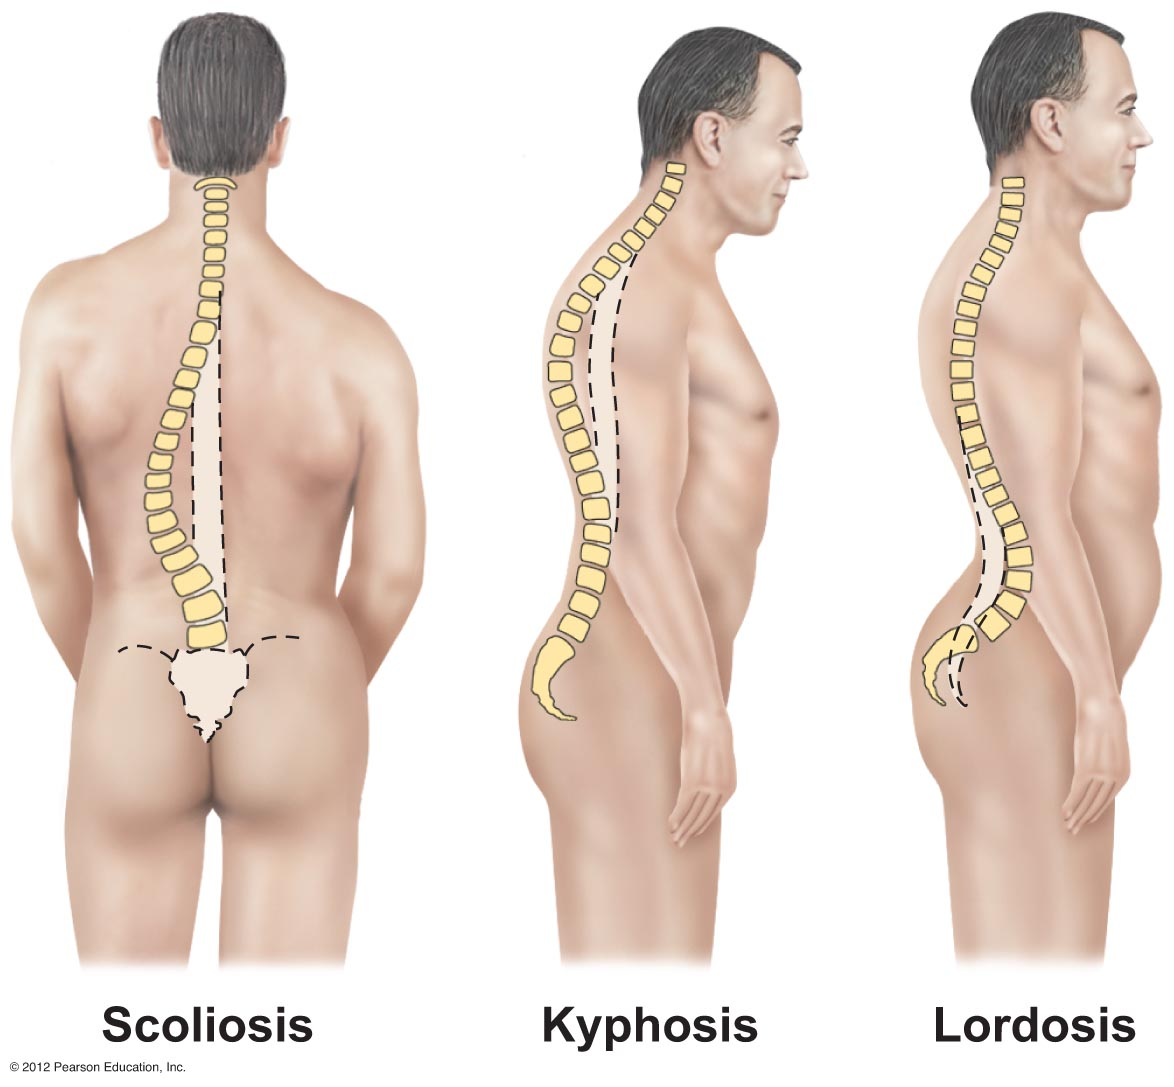 Scoliosis
Kyphosis
Lordosis
© 2012 Pearson Education, Inc.